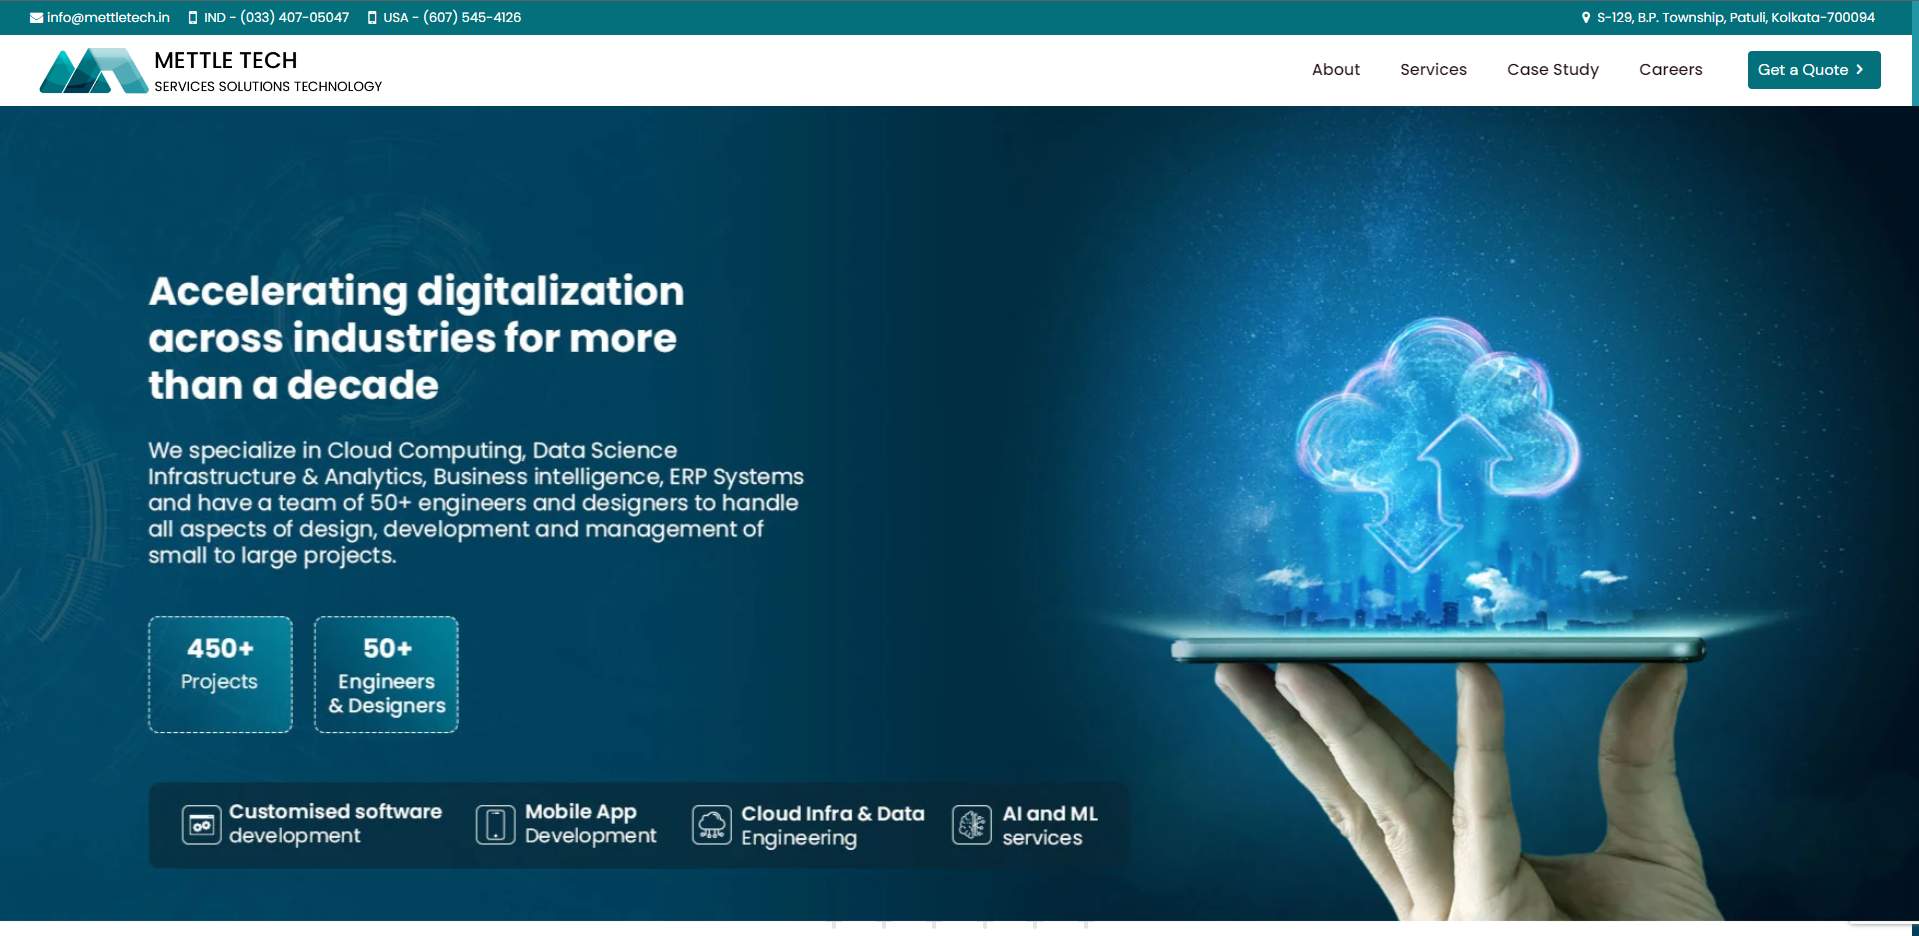 info@mettletech.in
IND - (033) 407-05047
USA - (607) 545-4126
S-129, B.P. Township, Patuli, Kolkata-700094
METTLE TECH
SERVICES SOLUTIONS TECHNOLOGY
About
Services
Case Study
Careers
Get a Quote
Accelerating digitalization
across industries for more
than a decade
We specialize in Cloud Computing, Data Science
Infrastructure & Analytics, Business intelligence, ERP Systems
and have a team of 50+ engineers and designers to handle
all aspects of design, development and management of
small to large projects.
450+
Projects
50+
Engineers
& Designers
Customised software
development
Mobile App
Development
Cloud Infra & Data
Engineering
AI and ML
services